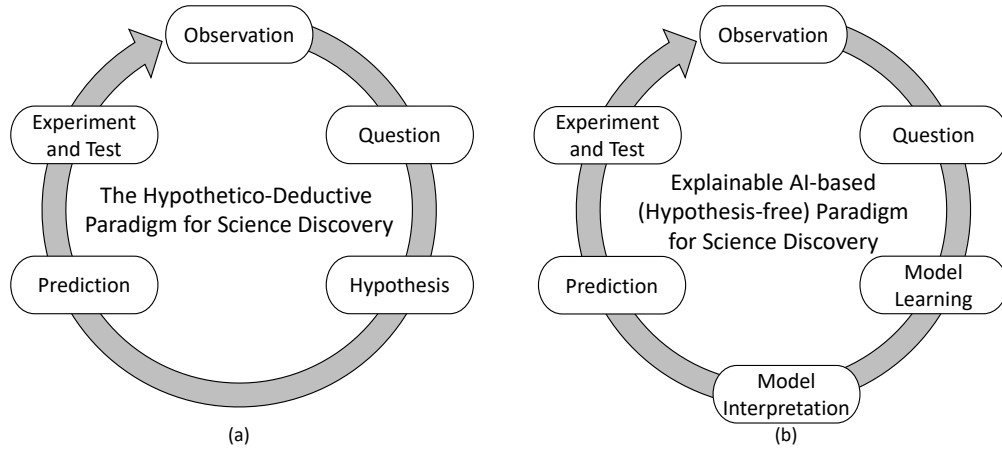 Observation
Question
Hypothesis
Prediction
Experiment
and Test
The Hypothetico-Deductive
Paradigm for Science Discovery
(a)
Observation
Question
Model
Learning
Model
Interpretation
Prediction
Experiment
and Test
Explainable AI-based
(Hypothesis-free) Paradigm
for Science Discovery
(b)